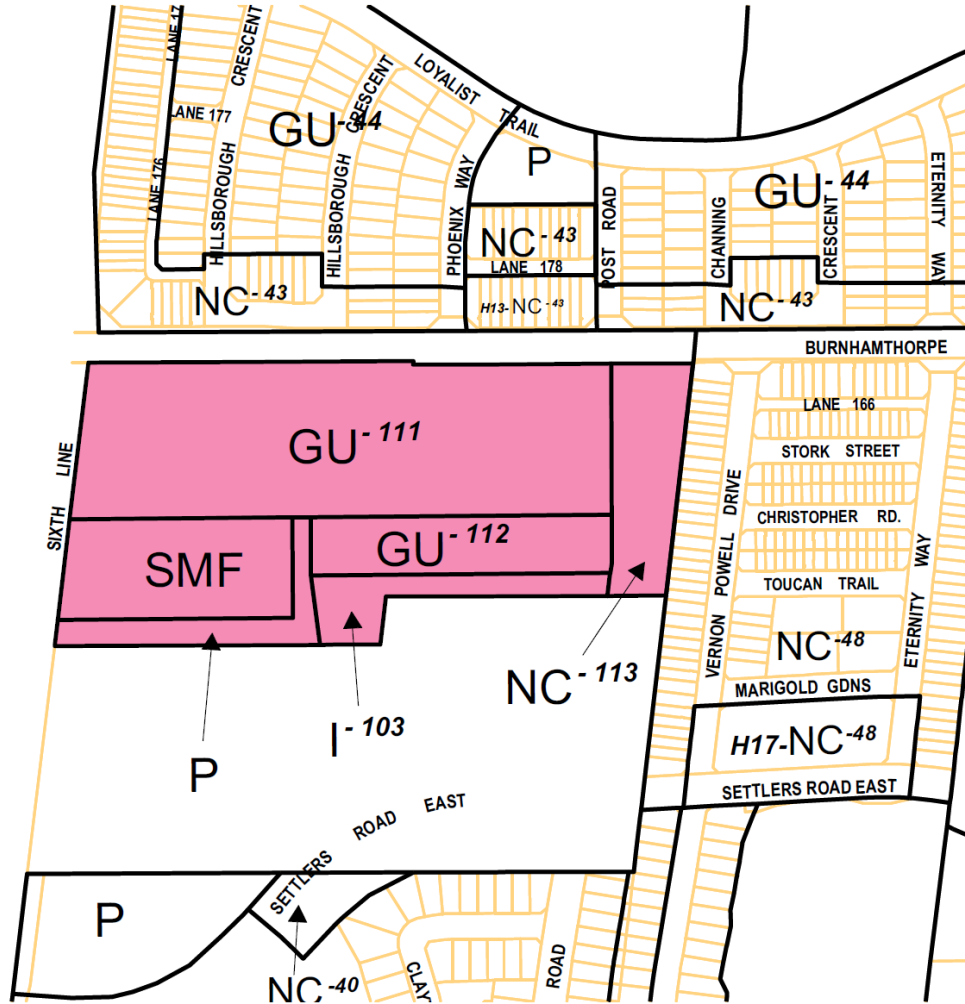 LANE 17
CRESCENT
LANE 177
LANE 176
HILLSBOROUGH
GU-44
HILLSBOROUGH
CRESCENT
LOYALIST
TRAIL
PHOENIX WAY
P
NC-43
LANE 178
H13-NC-43
POST ROAD
CHANNING
GU-44
CRESCENT
ETERNITY WAY
NC-43
NC-43
BURNHAMTHORPE
SIXTH LINE
GU-111
SMF
GU-112
NC-113
I-103
P
VERNON POWELL DRIVE
LANE 166
STORK STREET
CHRISTOPHER RD.
TOUCAN TRAIL
NC-48
MARIGOLD GDNS
ETERNITY WAY
H17-NC-48
SETTLERS ROAD EAST
SETTLERS ROAD EAST
P
NC-40
CLAY
ROAD